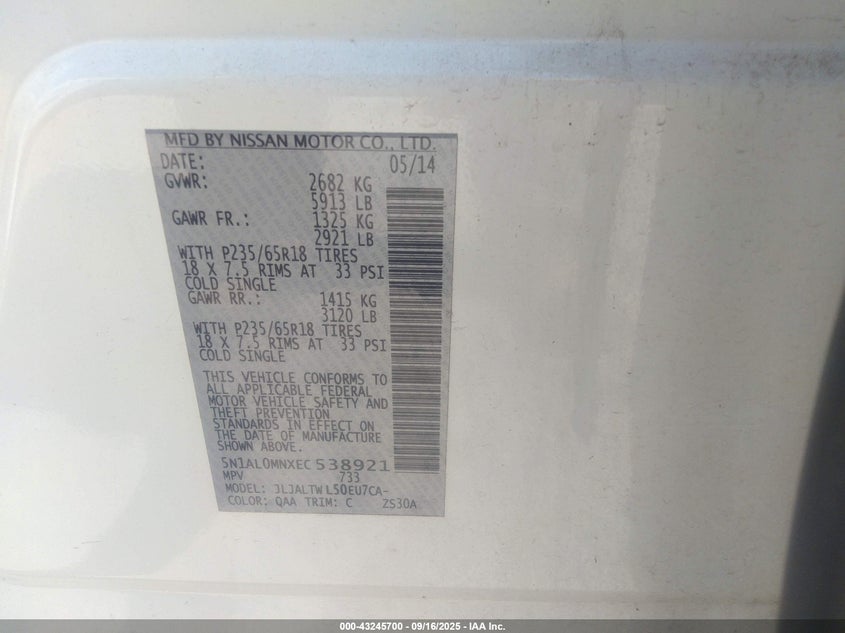 MFD BY NISSAN MOTOR CO., LTD.
DATE: 05/14
GVWR: 2682 KG
5913 LB
GAWR FR.: 1325 KG
2921 LB
WITH P235/65R18 TIRES
18 X 7.5 RIMS AT 33 PSI
COLD SINGLE
GAWR RR.: 1415 KG
3120 LB
WITH P235/65R18 TIRES
18 X 7.5 RIMS AT 33 PSI
COLD SINGLE
THIS VEHICLE CONFORMS TO
ALL APPLICABLE FEDERAL
MOTOR VEHICLE SAFETY AND
THEFT PREVENTION
STANDARDS IN EFFECT ON
THE DATE OF MANUFACTURE
SHOWN ABOVE.
5N1AL0MNXEC538921
MPV 733
MODEL: JLJALTWL50EU7CA-
COLOR: QAA TRIM: C ZS30A
000-43245700 - 09/16/2025 - IAA Inc.